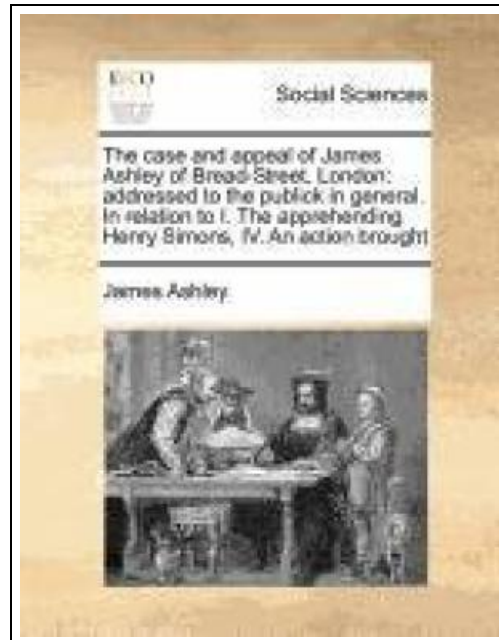 ECCO
Social Sciences
The case and appeal of James
Ashley of Bread-Street, London:
addressed to the publick in general.
In relation to I. The apprehending
Henry Simons, IV. An action brought
James Ashley